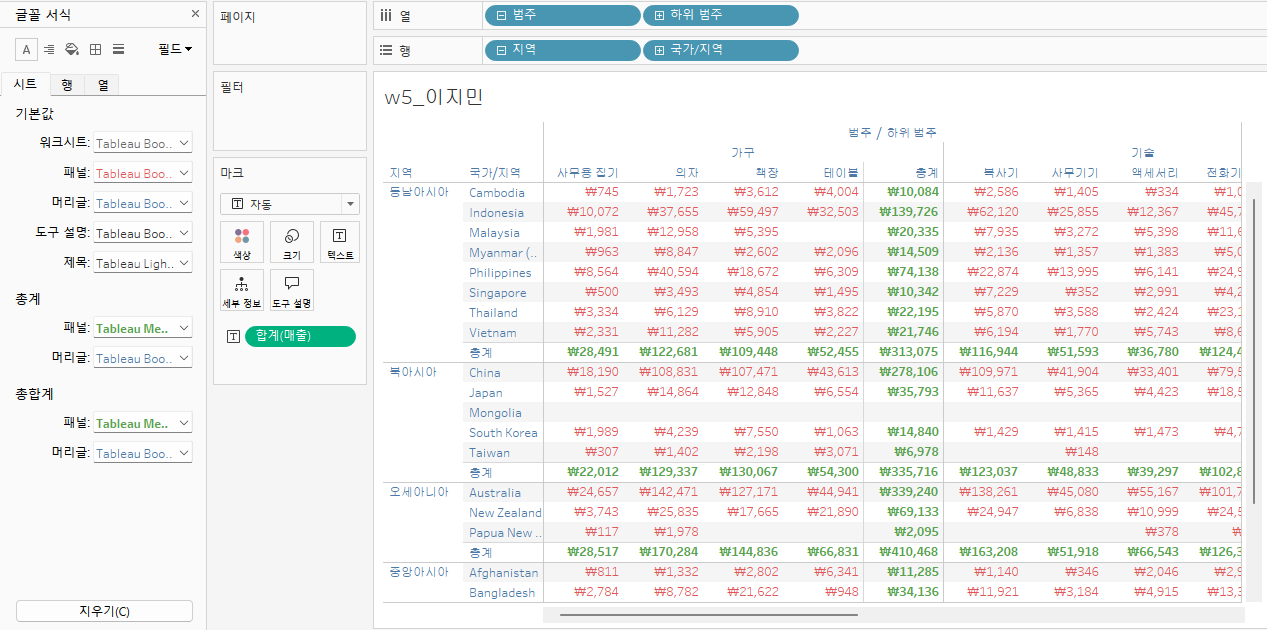 글꼴 서식
A
필드
시트 행 열
기본값
워크시트: Tableau Boo..
패널: Tableau Boo..
머리글: Tableau Boo..
도구 설명: Tableau Boo..
제목: Tableau Ligh..
총계
패널: Tableau Me..
머리글: Tableau Boo..
총합계
패널: Tableau Me..
머리글: Tableau Boo..
지우기(C)
페이지
필터
마크
T 자동
색상 크기 텍스트
세부 정보 도구 설명
T 합계(매출)
열 범주 하위 범주
행 지역 국가/지역
w5_이지민
범주 / 하위 범주
가구 기술
지역 국가/지역 사무용 집기 의자 책장 테이블 총계 복사기 사무기기 액세서리 전화기
동남아시아 Cambodia ₩745 ₩1,723 ₩3,612 ₩4,004 ₩10,084 ₩2,586 ₩1,405 ₩334 ₩1,0
Indonesia ₩10,072 ₩37,655 ₩59,497 ₩32,503 ₩139,726 ₩62,120 ₩25,855 ₩12,367 ₩45,7
Malaysia ₩1,981 ₩12,958 ₩5,395 ₩20,335 ₩7,935 ₩3,272 ₩5,398 ₩11,6
Myanmar (.. ₩963 ₩8,847 ₩2,602 ₩2,096 ₩14,509 ₩2,136 ₩1,357 ₩1,383 ₩5,0
Philippines ₩8,564 ₩40,594 ₩18,672 ₩6,309 ₩74,138 ₩22,874 ₩13,995 ₩6,141 ₩24,9
Singapore ₩500 ₩3,493 ₩4,854 ₩1,495 ₩10,342 ₩7,229 ₩352 ₩2,991 ₩4,2
Thailand ₩3,334 ₩6,129 ₩8,910 ₩3,822 ₩22,195 ₩5,870 ₩3,588 ₩2,424 ₩23,1
Vietnam ₩2,331 ₩11,282 ₩5,905 ₩2,227 ₩21,746 ₩6,194 ₩1,770 ₩5,743 ₩8,6
총계 ₩28,491 ₩122,681 ₩109,448 ₩52,455 ₩313,075 ₩116,944 ₩51,593 ₩36,780 ₩124,4
북아시아 China ₩18,190 ₩108,831 ₩107,471 ₩43,613 ₩278,106 ₩109,971 ₩41,904 ₩33,401 ₩79,5
Japan ₩1,527 ₩14,864 ₩12,848 ₩6,554 ₩35,793 ₩11,637 ₩5,365 ₩4,423 ₩18,5
Mongolia
South Korea ₩1,989 ₩4,239 ₩7,550 ₩1,063 ₩14,840 ₩1,429 ₩1,415 ₩1,473 ₩4,7
Taiwan ₩307 ₩1,402 ₩2,198 ₩3,071 ₩6,978 ₩148
총계 ₩22,012 ₩129,337 ₩130,067 ₩54,300 ₩335,716 ₩123,037 ₩48,833 ₩39,297 ₩102,8
오세아니아 Australia ₩24,657 ₩142,471 ₩127,171 ₩44,941 ₩339,240 ₩138,261 ₩45,080 ₩55,167 ₩101,7
New Zealand ₩3,743 ₩25,835 ₩17,665 ₩21,890 ₩69,133 ₩24,947 ₩6,838 ₩10,999 ₩24,5
Papua New .. ₩117 ₩1,978 ₩2,095 ₩378 ₩
총계 ₩28,517 ₩170,284 ₩144,836 ₩66,831 ₩410,468 ₩163,208 ₩51,918 ₩66,543 ₩126,3
중앙아시아 Afghanistan ₩811 ₩1,332 ₩2,802 ₩6,341 ₩11,285 ₩1,140 ₩346 ₩2,046 ₩2,9
Bangladesh ₩2,784 ₩8,782 ₩21,622 ₩948 ₩34,136 ₩11,921 ₩3,184 ₩4,915 ₩13,3